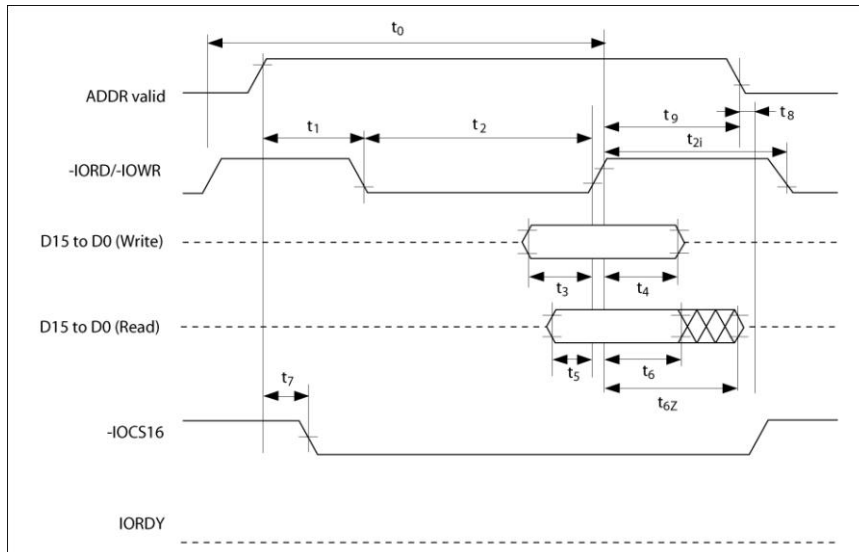 t0
ADDR valid
t9
t8
t1
t2
t2i
-IORD/-IOWR
D15 to D0 (Write)
t3
t4
D15 to D0 (Read)
t5
t6
t7
t6Z
-IOCS16
IORDY